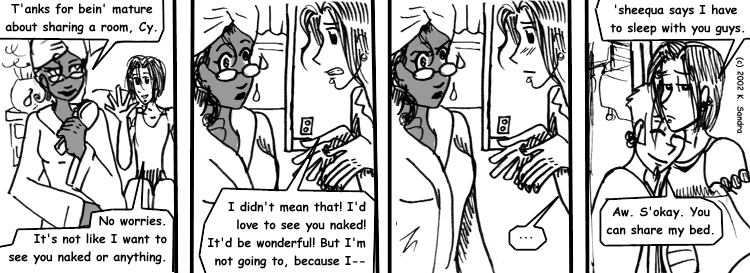 T'anks for bein' mature
about sharing a room, Cy.
No worries.
It's not like I want to
see you naked or anything.
I didn't mean that! I'd
love to see you naked!
It'd be wonderful! But I'm
not going to, because I--
...
'sheequa says I have
to sleep with you guys.
Aw. S'okay. You
can share my bed.
(c) 2002 K. Sandra